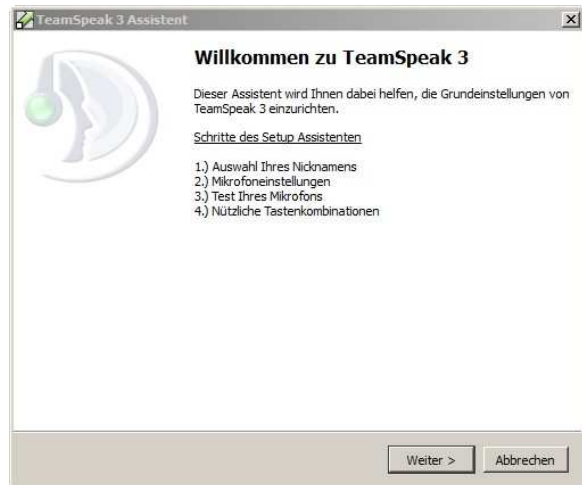 TeamSpeak 3 Assistent
Willkommen zu TeamSpeak 3
Dieser Assistent wird Ihnen dabei helfen, die Grundeinstellungen von
TeamSpeak 3 einzurichten.
Schritte des Setup Assistenten
1.) Auswahl Ihres Nicknamens
2.) Mikrofoneinstellungen
3.) Test Ihres Mikrofons
4.) Nützliche Tastenkombinationen
Weiter >
Abbrechen